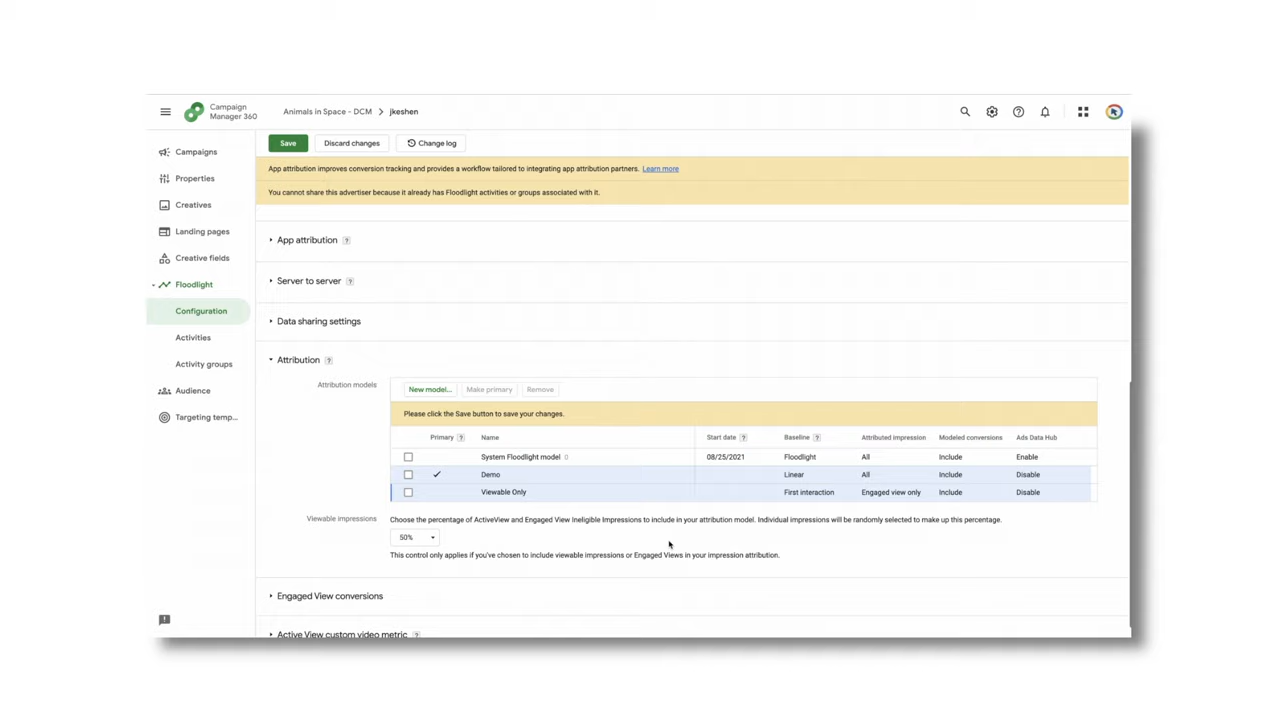 Campaign
Manager 360
Animals in Space - DCM > jkeshen
Campaigns
Properties
Creatives
Landing pages
Creative fields
Floodlight
Configuration
Activities
Activity groups
Audience
Targeting temp...
Save Discard changes Change log
App attribution improves conversion tracking and provides a workflow tailored to integrating app attribution partners. Learn more
You cannot share this advertiser because it already has Floodlight activities or groups associated with it.
App attribution ?
Server to server ?
Data sharing settings
Attribution ?
Attribution models
New model... Make primary Remove
Please click the Save button to save your changes.
Primary ? Name Start date ? Baseline ? Attributed impression Modeled conversions Ads Data Hub
System Floodlight model 0 08/25/2021 Floodlight All Include Enable
Demo Linear All Include Disable
Viewable Only First interaction Engaged view only Include Disable
Viewable impressions
Choose the percentage of ActiveView and Engaged View Ineligible Impressions to include in your attribution model. Individual impressions will be randomly selected to make up this percentage.
50%
This control only applies if you've chosen to include viewable impressions or Engaged Views in your impression attribution.
Engaged View conversions
Active View custom video metric ?